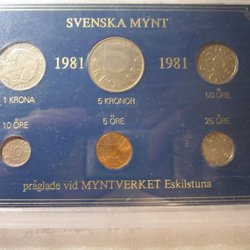 SVENSKA MYNT
1981 1981
1 KRONA 5 KRONOR 50 ÖRE
10 ÖRE 5 ÖRE 25 ÖRE
präglade vid MYNTVERKET Eskilstuna